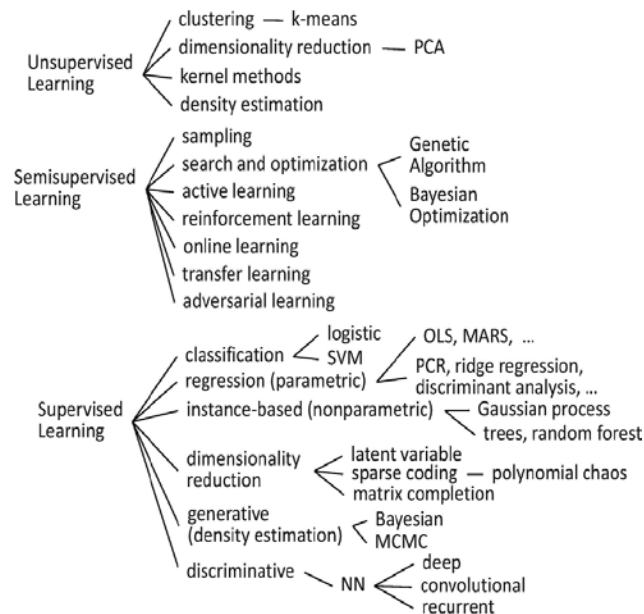 clustering — k-means
Unsupervised Learning
dimensionality reduction — PCA
kernel methods
density estimation
sampling
search and optimization
Genetic Algorithm
Bayesian Optimization
Semisupervised Learning
active learning
reinforcement learning
online learning
transfer learning
adversarial learning
classification
logistic
SVM
regression (parametric)
OLS, MARS, ...
PCR, ridge regression,
discriminant analysis, ...
Supervised Learning
instance-based (nonparametric)
Gaussian process
trees, random forest
dimensionality
reduction
latent variable
sparse coding — polynomial chaos
matrix completion
generative
(density estimation)
Bayesian
MCMC
discriminative
NN
deep
convolutional
recurrent